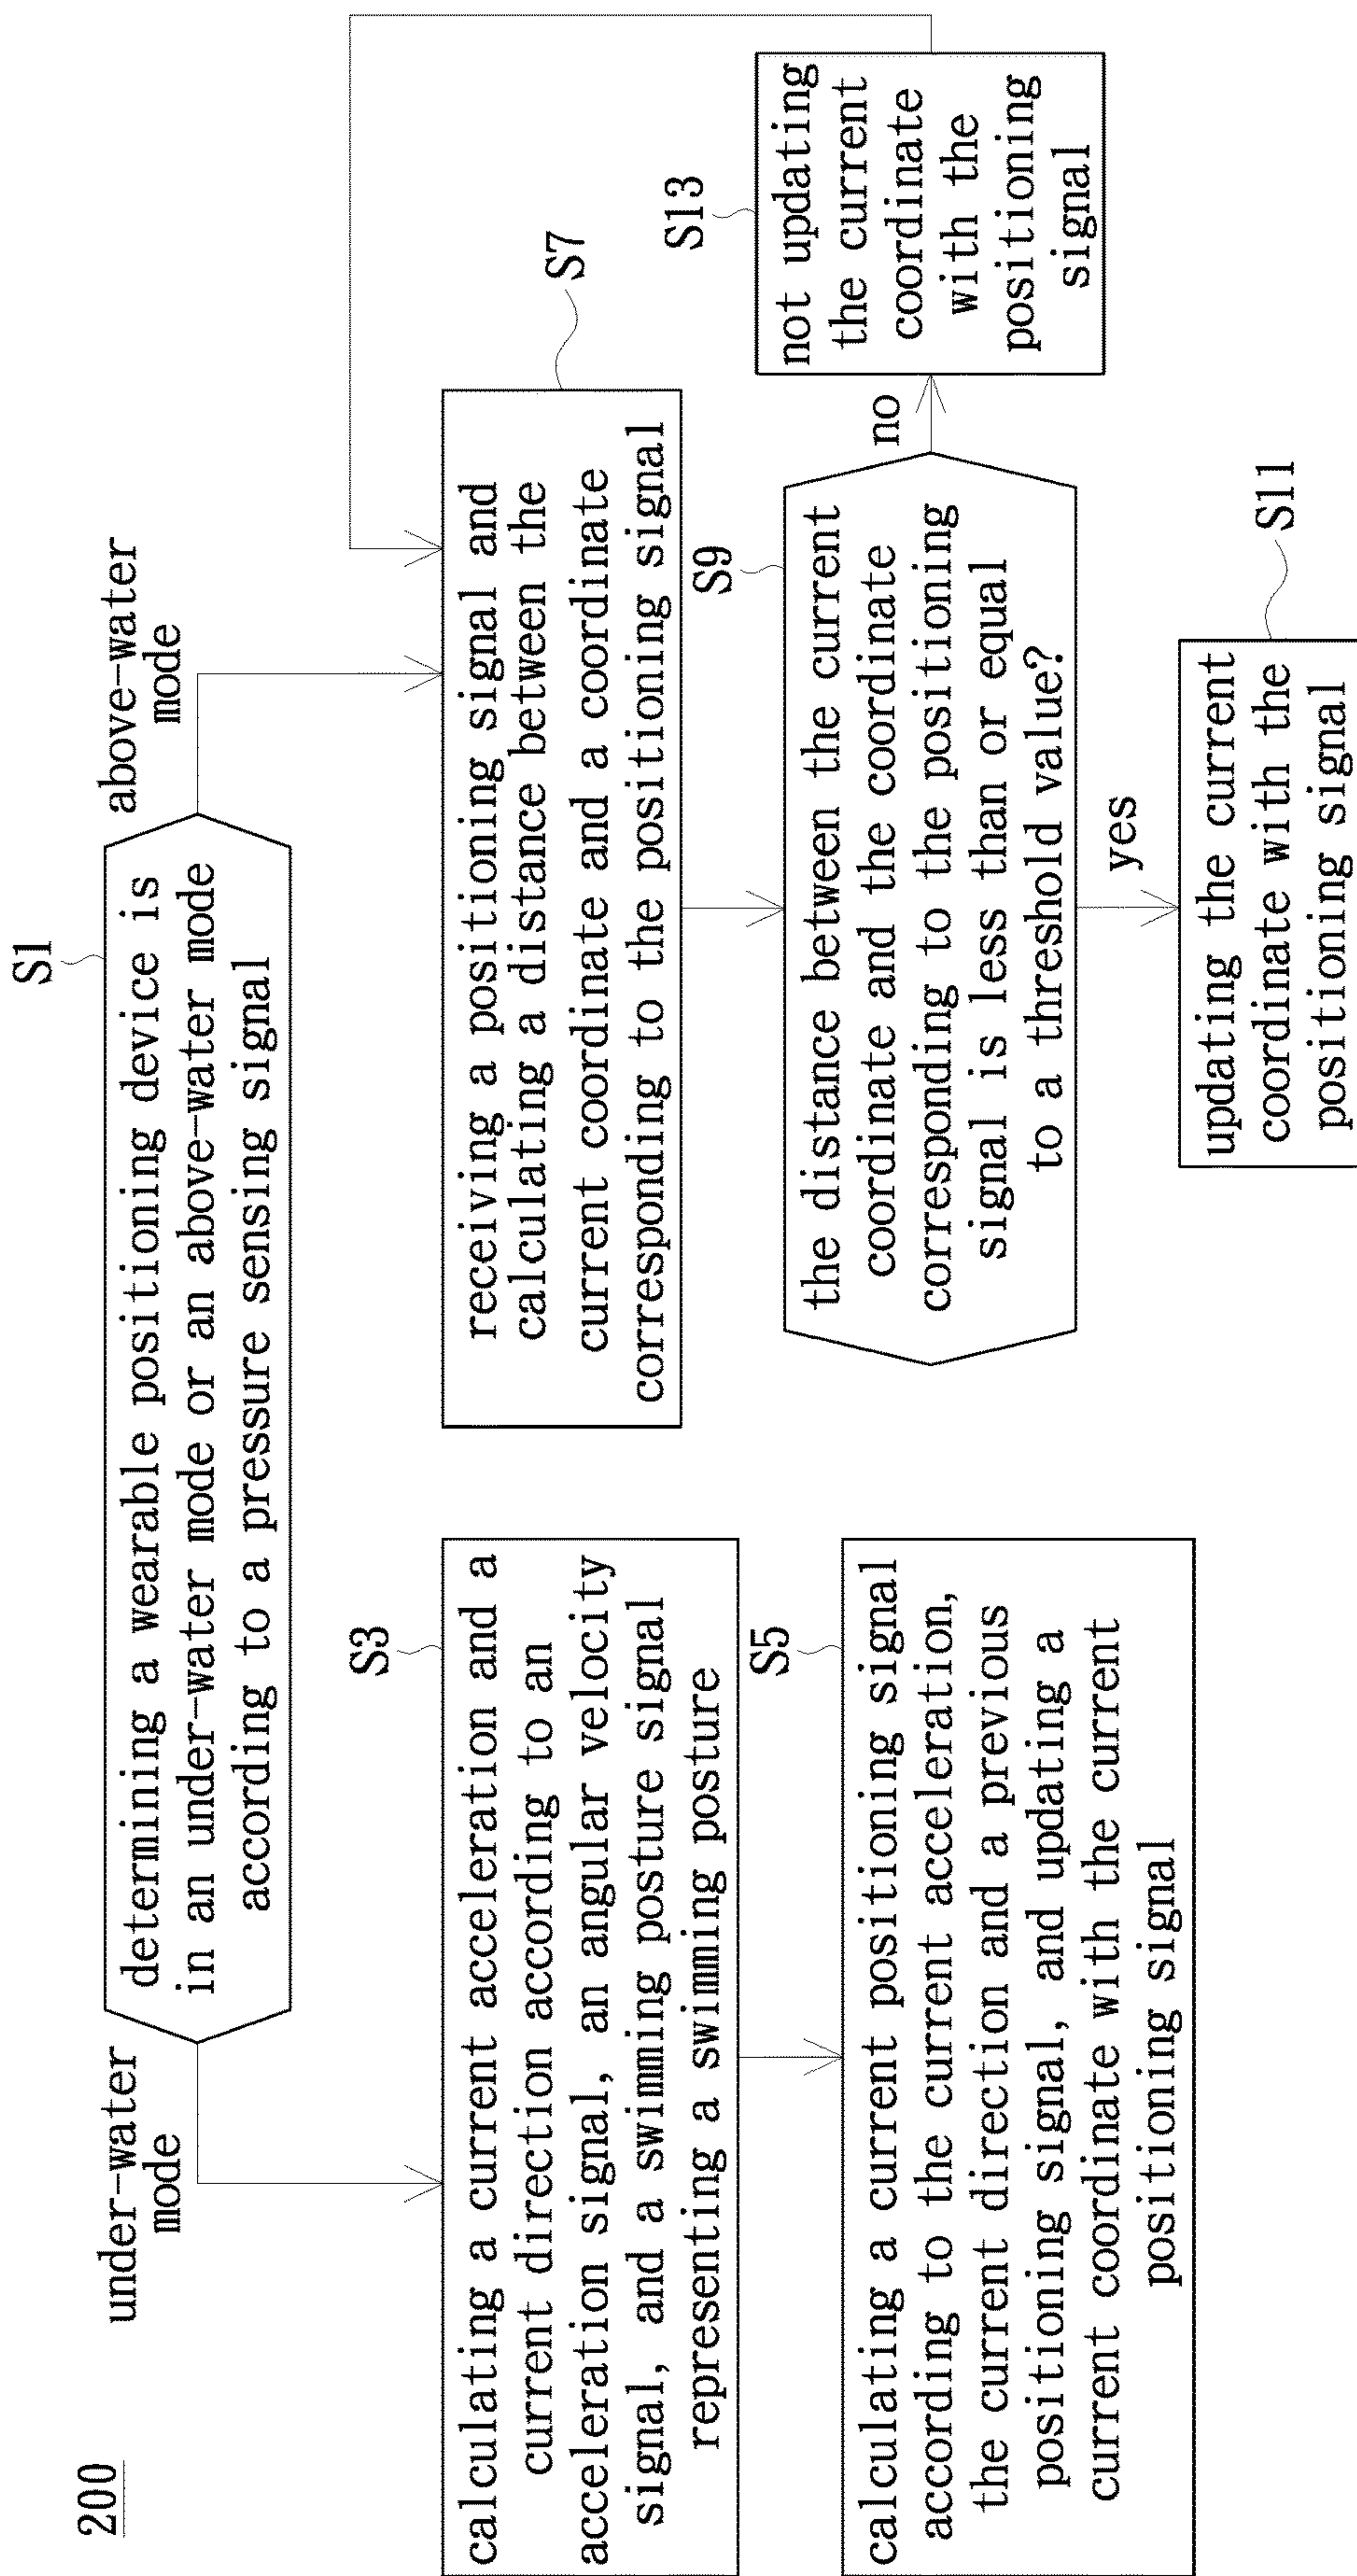 200
S1
determining a wearable positioning device is
in an under-water mode or an above-water mode
according to a pressure sensing signal
under-water
mode
above-water
mode
S3
calculating a current acceleration and a
current direction according to an
acceleration signal, an angular velocity
signal, and a swimming posture signal
representing a swimming posture
S5
calculating a current positioning signal
according to the current acceleration,
the current direction and a previous
positioning signal, and updating a
current coordinate with the current
positioning signal
S7
receiving a positioning signal and
calculating a distance between the
current coordinate and a coordinate
corresponding to the positioning signal
S9
the distance between the current
coordinate and the coordinate
corresponding to the positioning
signal is less than or equal
to a threshold value?
no
S13
not updating
the current
coordinate
with the
positioning
signal
yes
S11
updating the current
coordinate with the
positioning signal